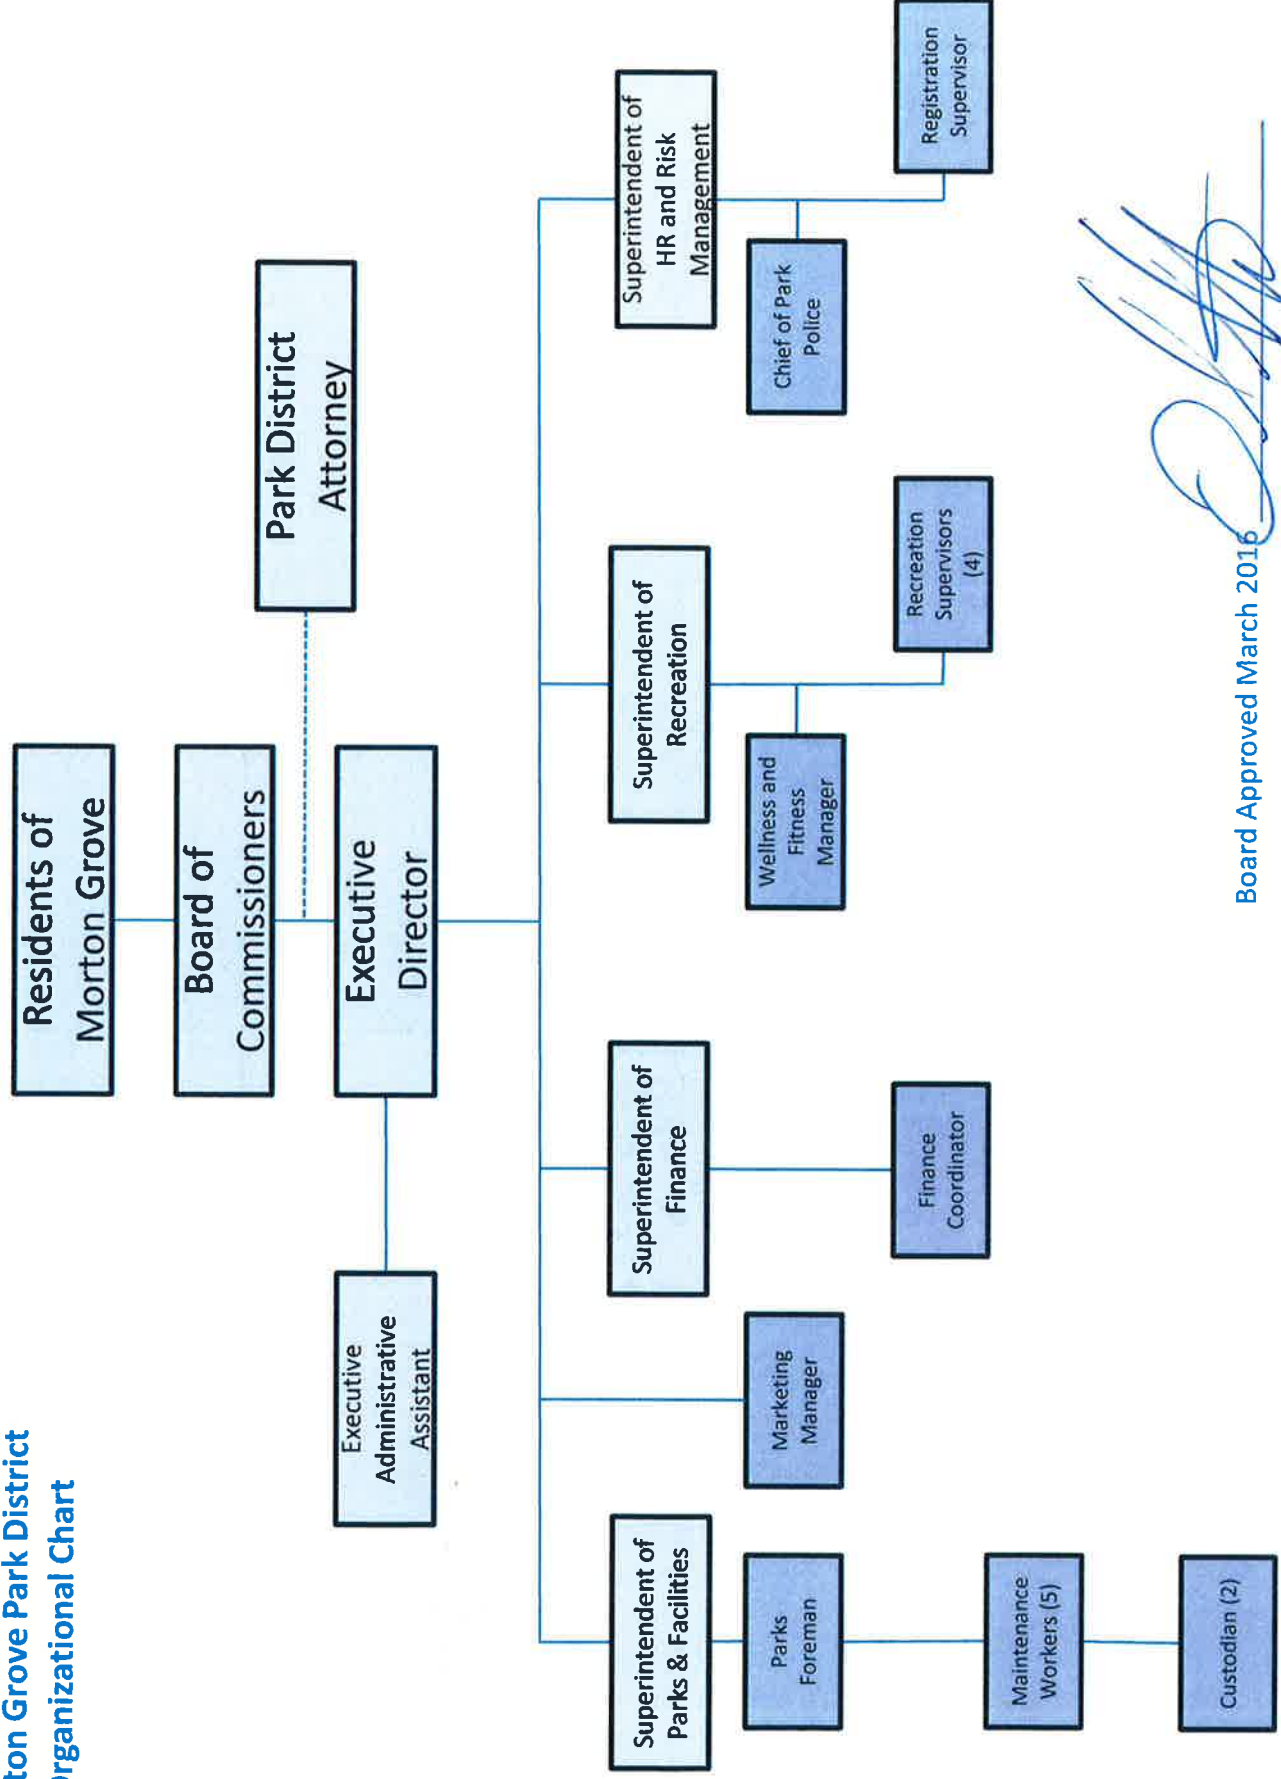 ton Grove Park District
rganizational Chart
Residents of
Morton Grove
Board of
Commissioners
Park District
Attorney
Executive
Director
Executive
Administrative
Assistant
Superintendent of
Parks & Facilities
Parks
Foreman
Maintenance
Workers (5)
Custodian (2)
Marketing
Manager
Superintendent of
Finance
Finance
Coordinator
Superintendent of
Recreation
Wellness and
Fitness
Manager
Recreation
Supervisors
(4)
Superintendent of
HR and Risk
Management
Chief of Park
Police
Registration
Supervisor
Board Approved March 2016